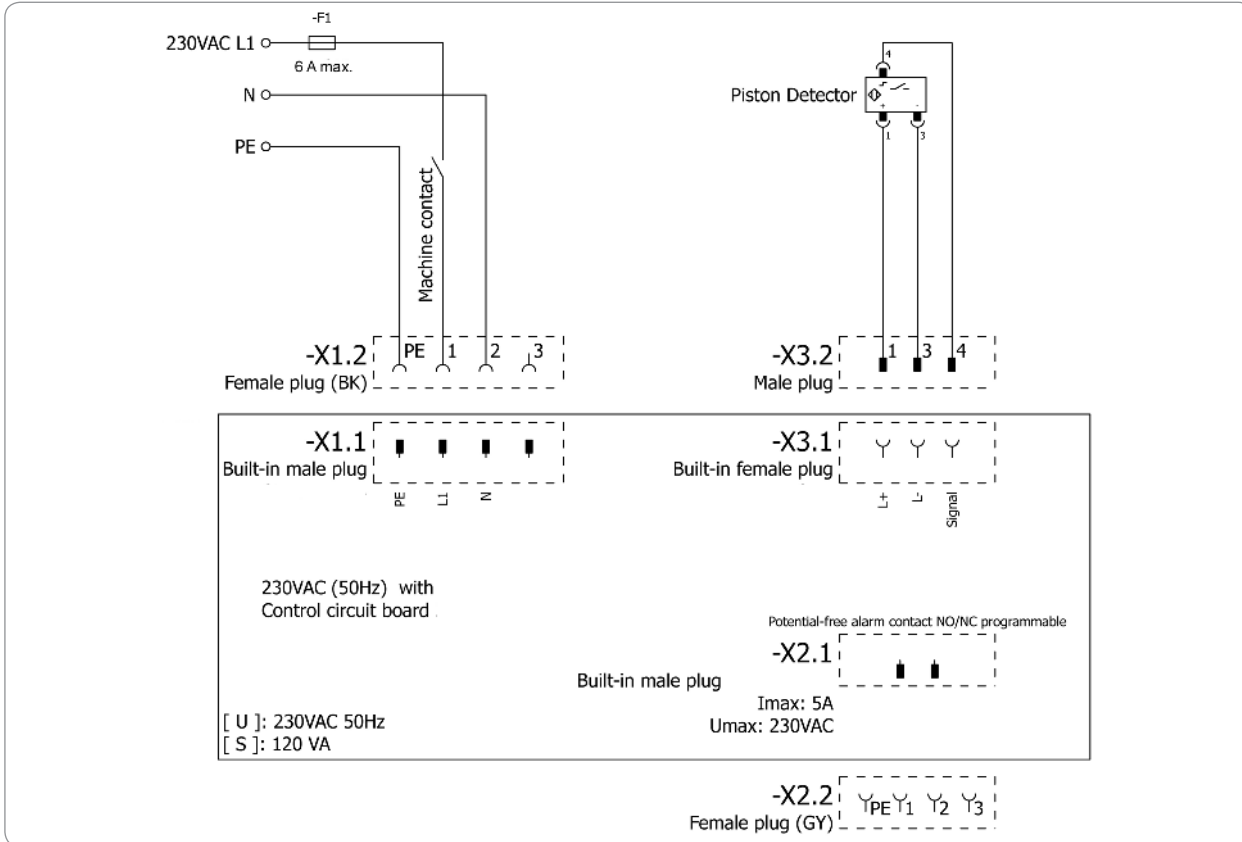 -F1
230VAC L1
6 A max.
N
PE
Machine contact
Piston Detector
4
+ -
1 3
-X1.2 PE 1 2 3
Female plug (BK)
-X3.2 1 3 4
Male plug
-X1.1
Built-in male plug
PE L1 N
-X3.1
Built-in female plug
L+ L- Signal
230VAC (50Hz) with
Control circuit board
Potential-free alarm contact NO/NC programmable
-X2.1
Built-in male plug
Imax: 5A
Umax: 230VAC
[ U ]: 230VAC 50Hz
[ S ]: 120 VA
-X2.2 PE 1 2 3
Female plug (GY)